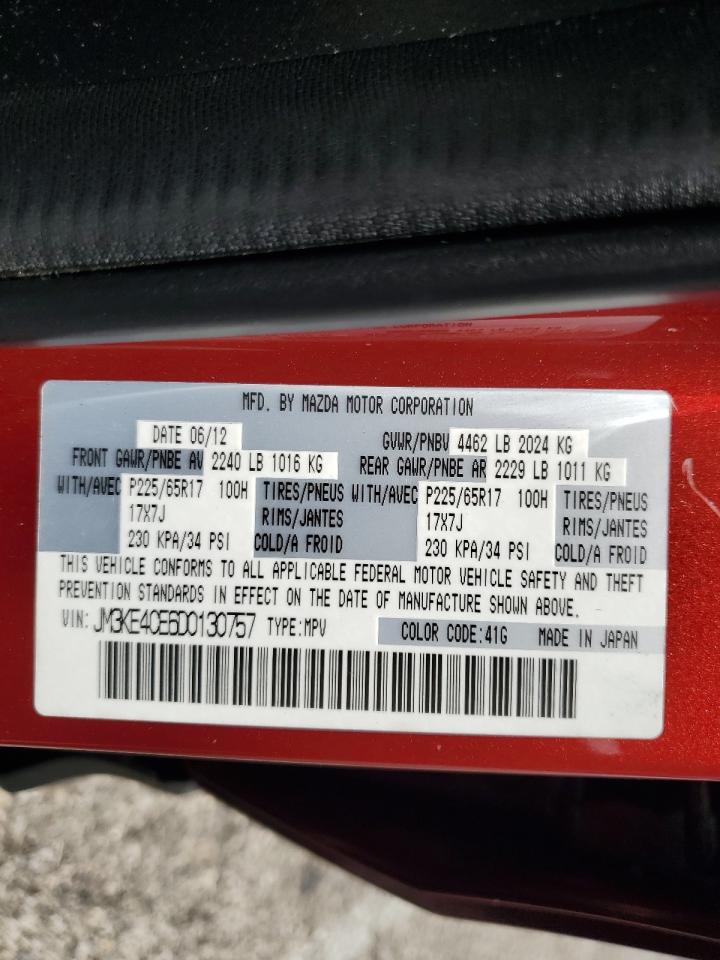 MFD. BY MAZDA MOTOR CORPORATION
DATE 06/12 GVWR/PNBV 4462 LB 2024 KG
FRONT GAWR/PNBE AV 2240 LB 1016 KG REAR GAWR/PNBE AR 2229 LB 1011 KG
WITH/AVEC P225/65R17 100H TIRES/PNEUS WITH/AVEC P225/65R17 100H TIRES/PNEUS
17X7J RIMS/JANTES 17X7J RIMS/JANTES
230 KPA/34 PSI COLD/A FROID 230 KPA/34 PSI COLD/A FROID
THIS VEHICLE CONFORMS TO ALL APPLICABLE FEDERAL MOTOR VEHICLE SAFETY AND THEFT
PREVENTION STANDARDS IN EFFECT ON THE DATE OF MANUFACTURE SHOWN ABOVE.
VIN: JM3KE4CE6D0130757 TYPE:MPV COLOR CODE:41G MADE IN JAPAN